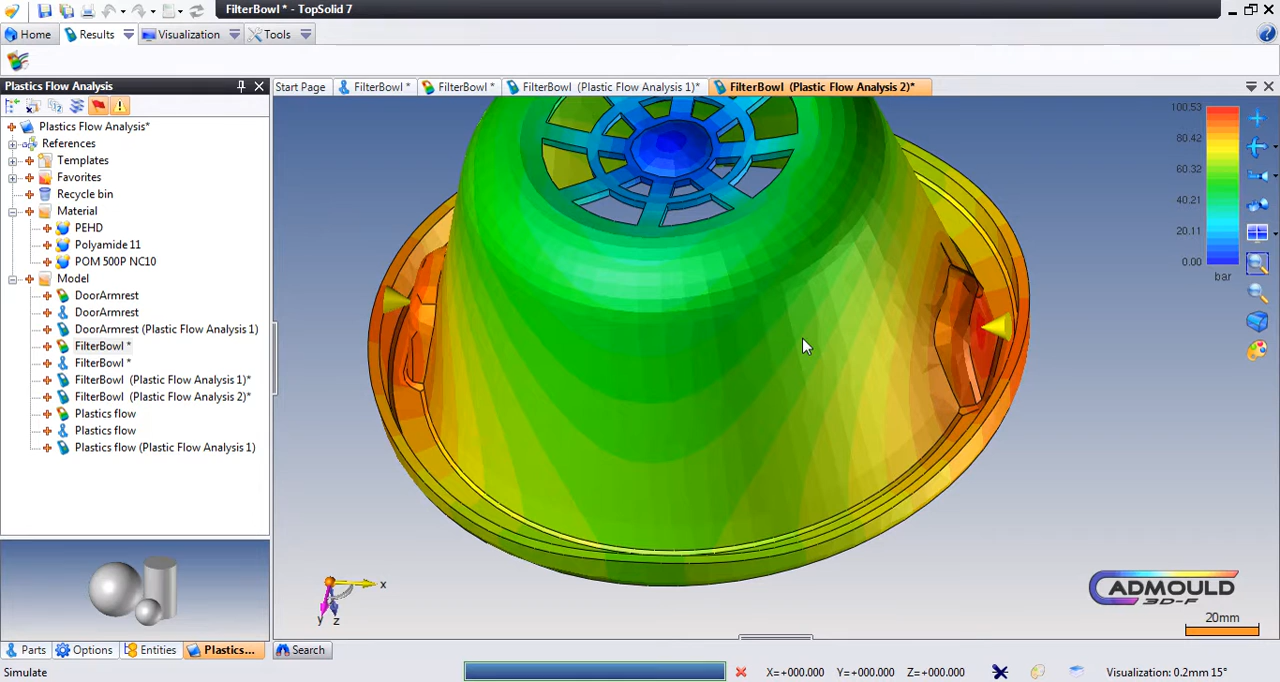 FilterBowl * - TopSolid 7
Home
Results
Visualization
Tools
Plastics Flow Analysis
Start Page
FilterBowl *
FilterBowl *
FilterBowl (Plastic Flow Analysis 1)*
FilterBowl (Plastic Flow Analysis 2)*
Plastics Flow Analysis*
References
Templates
Favorites
Recycle bin
Material
PEHD
Polyamide 11
POM 500P NC10
Model
DoorArmrest
DoorArmrest
DoorArmrest (Plastic Flow Analysis 1)
FilterBowl *
FilterBowl *
FilterBowl (Plastic Flow Analysis 1)*
FilterBowl (Plastic Flow Analysis 2)*
Plastics flow
Plastics flow
Plastics flow (Plastic Flow Analysis 1)
100.53
80.42
60.32
40.21
20.11
0.00
bar
x
y
z
CADMOULD
3D-F
20mm
Parts
Options
Entities
Plastics...
Search
Simulate
X=+000.000
Y=+000.000
Z=+000.000
Visualization: 0.2mm 15°